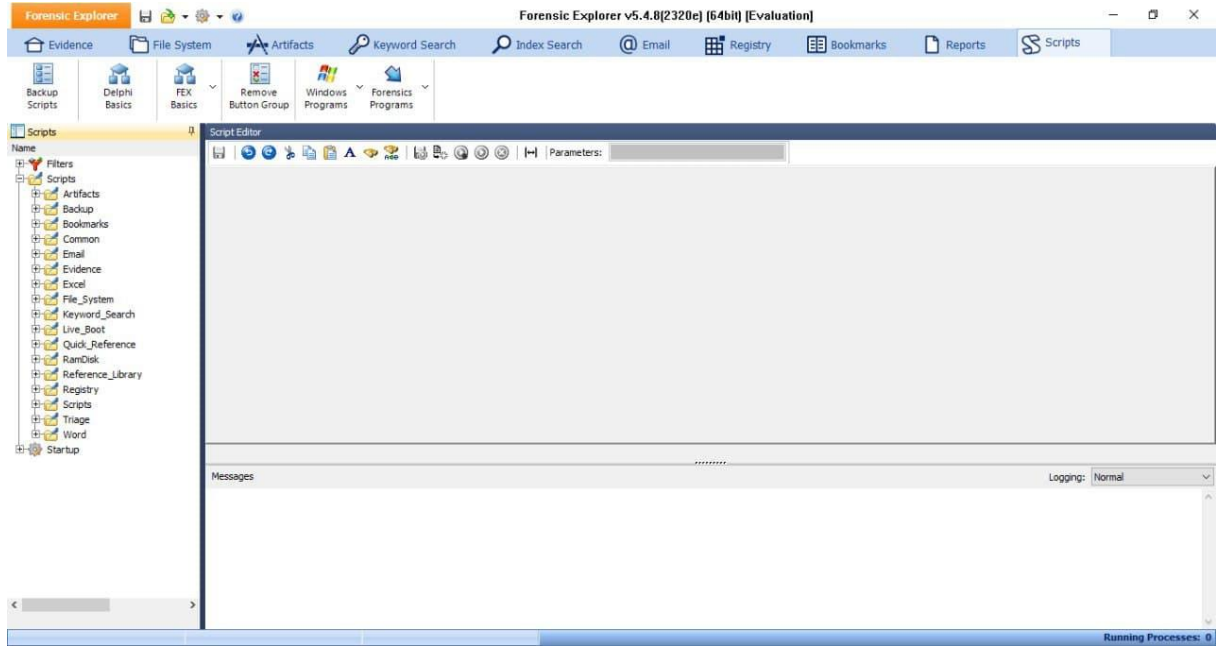 Forensic Explorer
Forensic Explorer v5.4.8(2320e) (64bit) [Evaluation]
Evidence File System Artifacts Keyword Search Index Search Email Registry Bookmarks Reports Scripts
Backup Scripts
Delphi Basics
FEX Basics
Remove Button Group
Windows Programs
Forensics Programs
Scripts
Name
Filters
Scripts
Artifacts
Backup
Bookmarks
Common
Email
Evidence
Excel
File_System
Keyword_Search
Live_Boot
Quick_Reference
RamDisk
Reference_Library
Registry
Scripts
Triage
Word
Startup
Script Editor
Parameters:
Messages
Logging: Normal
Running Processes: 0